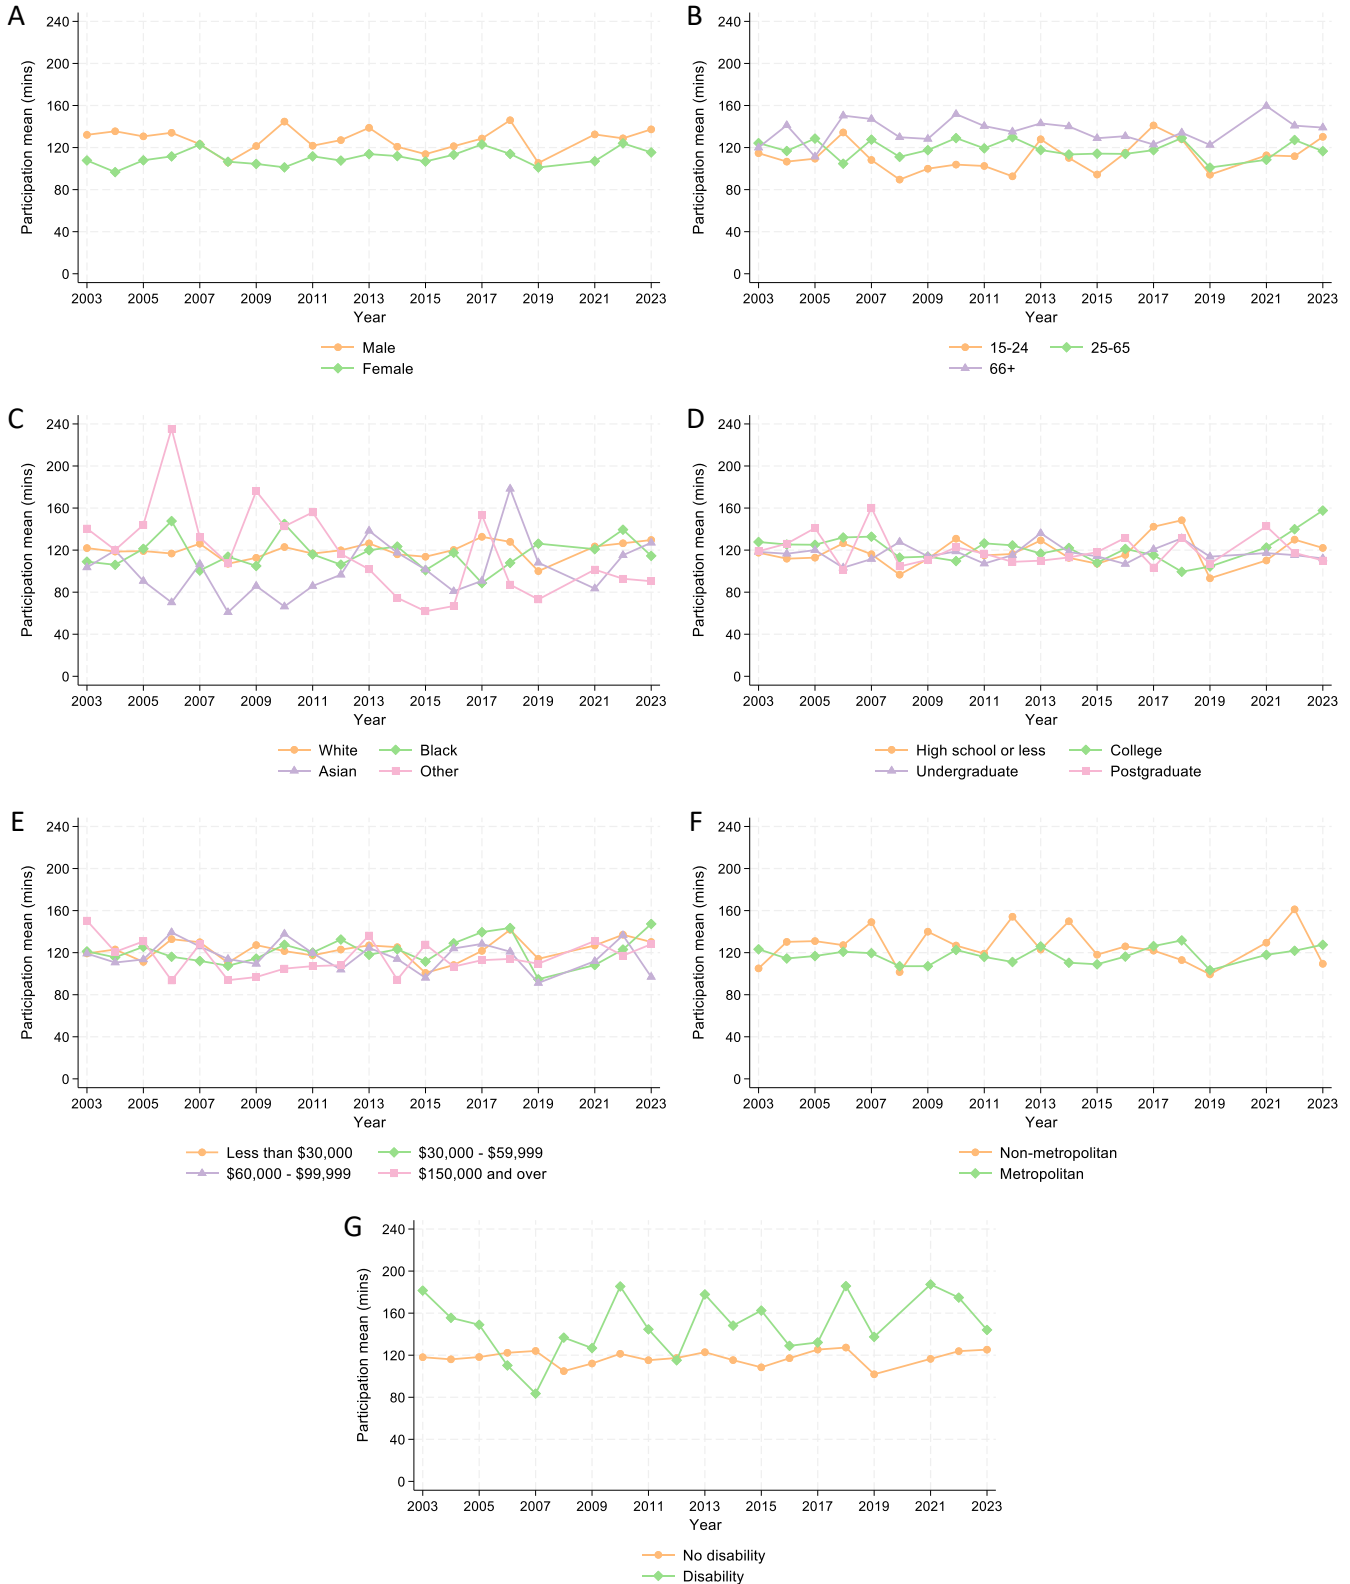 A
Participation mean (mins)
240
200
160
120
80
40
0
2003 2005 2007 2009 2011 2013 2015 2017 2019 2021 2023
Year
Male
Female
B
Participation mean (mins)
240
200
160
120
80
40
0
2003 2005 2007 2009 2011 2013 2015 2017 2019 2021 2023
Year
15-24 25-65
66+
C
Participation mean (mins)
240
200
160
120
80
40
0
2003 2005 2007 2009 2011 2013 2015 2017 2019 2021 2023
Year
White Black
Asian Other
D
Participation mean (mins)
240
200
160
120
80
40
0
2003 2005 2007 2009 2011 2013 2015 2017 2019 2021 2023
Year
High school or less College
Undergraduate Postgraduate
E
Participation mean (mins)
240
200
160
120
80
40
0
2003 2005 2007 2009 2011 2013 2015 2017 2019 2021 2023
Year
Less than $30,000 $30,000 - $59,999
$60,000 - $99,999 $150,000 and over
F
Participation mean (mins)
240
200
160
120
80
40
0
2003 2005 2007 2009 2011 2013 2015 2017 2019 2021 2023
Year
Non-metropolitan
Metropolitan
G
Participation mean (mins)
240
200
160
120
80
40
0
2003 2005 2007 2009 2011 2013 2015 2017 2019 2021 2023
Year
No disability
Disability